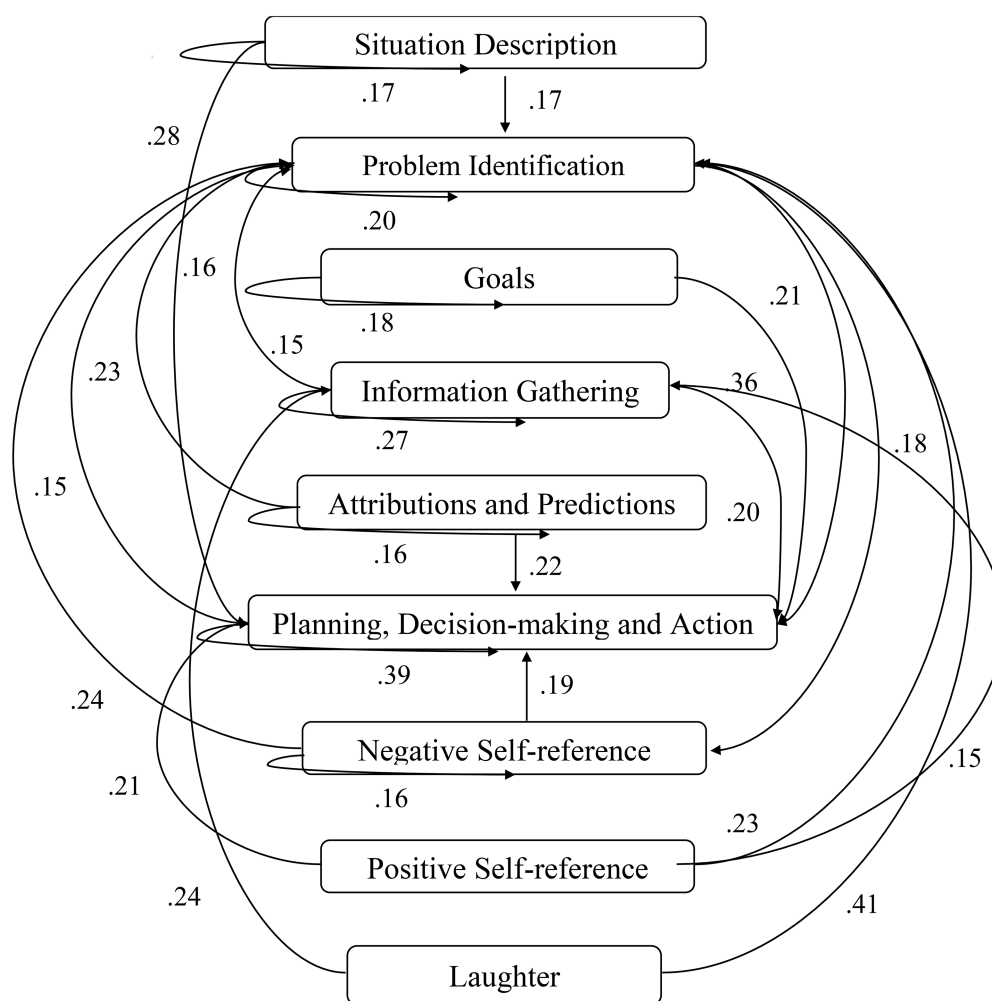 Situation Description
.17
.17
.28
Problem Identification
.20
.16
Goals
.21
.18
.15
.23
Information Gathering
.36
.27
.18
.15
Attributions and Predictions
.20
.16
.22
Planning, Decision-making and Action
.39
.19
.24
Negative Self-reference
.15
.16
.21
.23
Positive Self-reference
.24
.41
Laughter